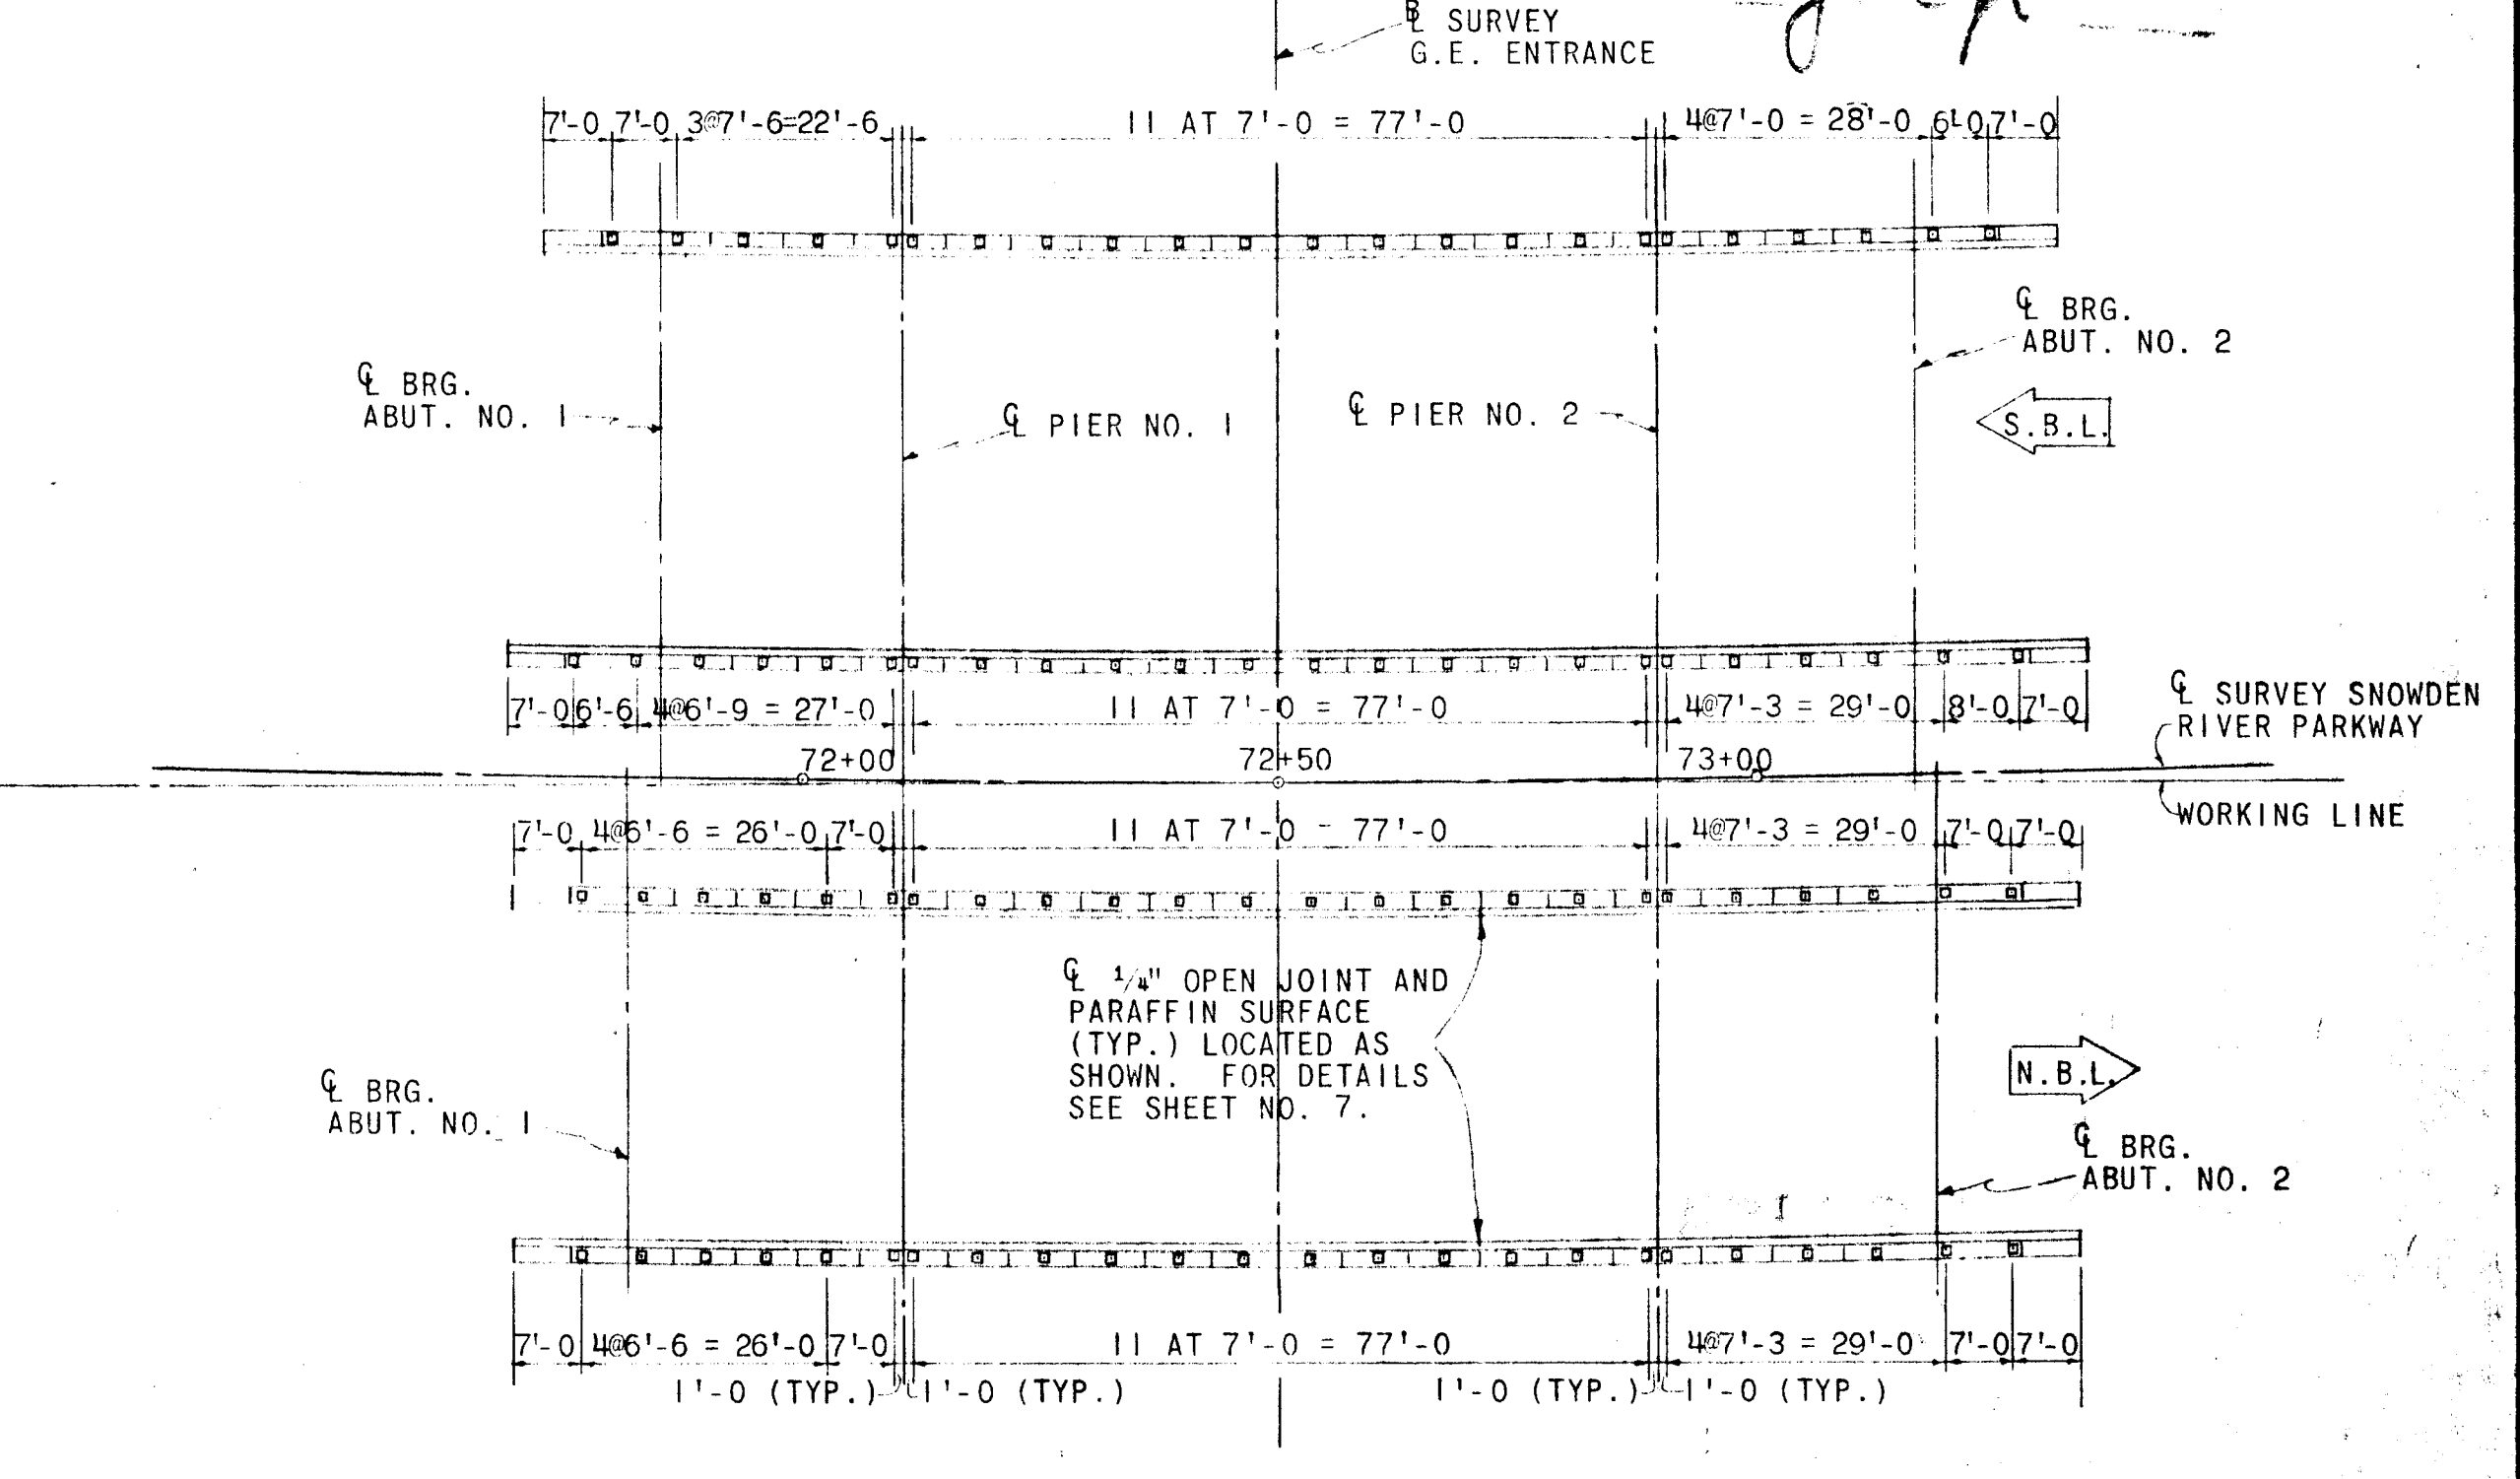 ℄ SURVEY
G.E. ENTRANCE
7'-0 7'-0 3@7'-6=22'-6 11 AT 7'-0 = 77'-0 4@7'-0 = 28'-0 6'-0 7'-0
℄ BRG.
ABUT. NO. 2
℄ BRG.
ABUT. NO. 1
℄ PIER NO. 1
℄ PIER NO. 2
S.B.L.
7'-0 6'-6 4@6'-9 = 27'-0 11 AT 7'-0 = 77'-0 4@7'-3 = 29'-0 8'-0 7'-0
℄ SURVEY SNOWDEN
RIVER PARKWAY
72+00 72+50 73+00
WORKING LINE
7'-0 4@6'-6 = 26'-0 7'-0 11 AT 7'-0 - 77'-0 4@7'-3 = 29'-0 7'-0 7'-0
℄ 1/4" OPEN JOINT AND
PARAFFIN SURFACE
(TYP.) LOCATED AS
SHOWN. FOR DETAILS
SEE SHEET NO. 7.
N.B.L.
℄ BRG.
ABUT. NO. 1
℄ BRG.
ABUT. NO. 2
7'-0 4@6'-6 = 26'-0 7'-0 11 AT 7'-0 = 77'-0 4@7'-3 = 29'-0 7'-0 7'-0
1'-0 (TYP.) 1'-0 (TYP.) 1'-0 (TYP.) 1'-0 (TYP.)